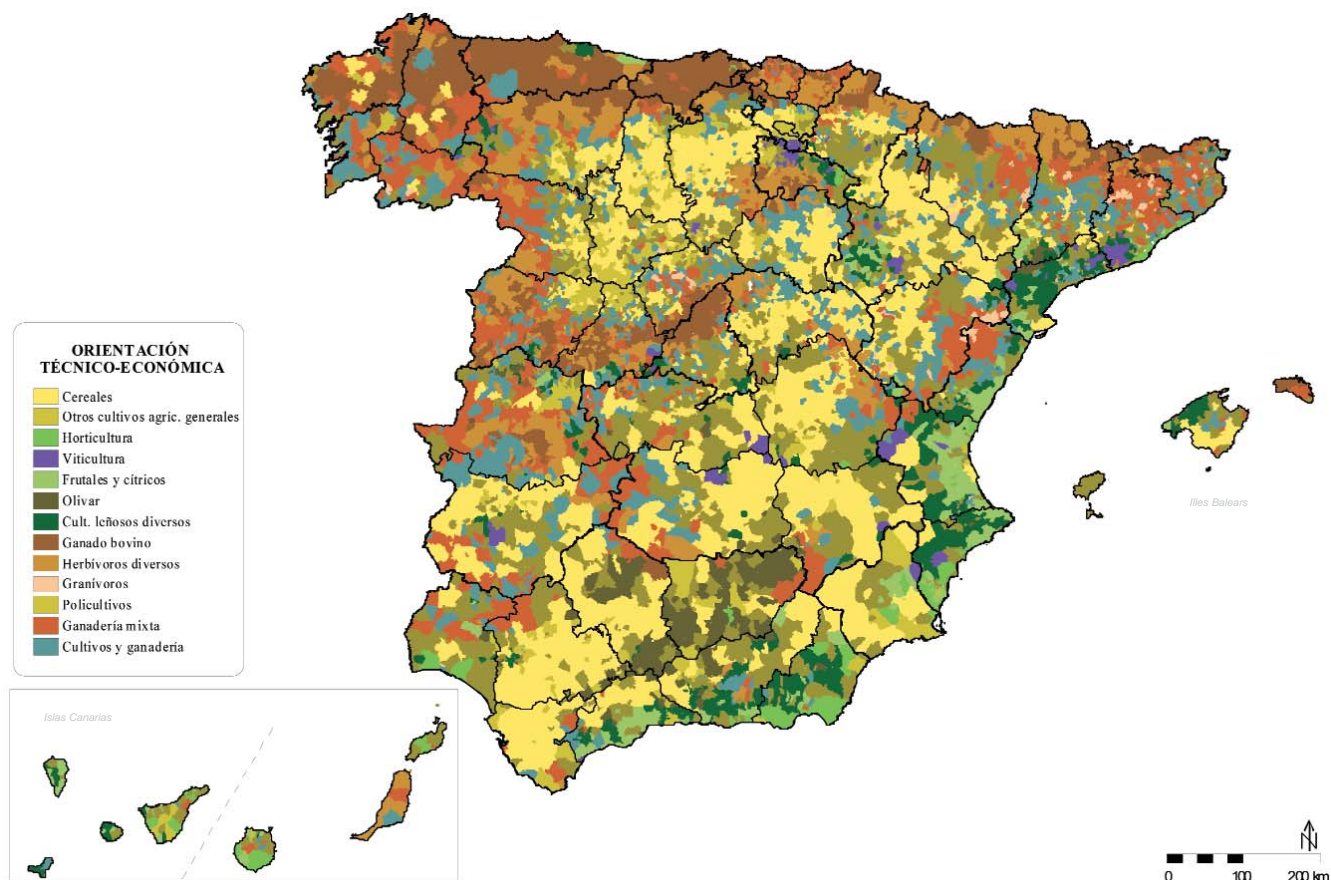 ORIENTACIÓN
TÉCNICO-ECONÓMICA
Cereales
Otros cultivos agric. generales
Horticultura
Viticultura
Frutales y cítricos
Olivar
Cult. leñosos diversos
Ganado bovino
Herbívoros diversos
Granívoros
Policultivos
Ganadería mixta
Cultivos y ganaderia
Illes Balears
Islas Canarias
N
0 100 200 km